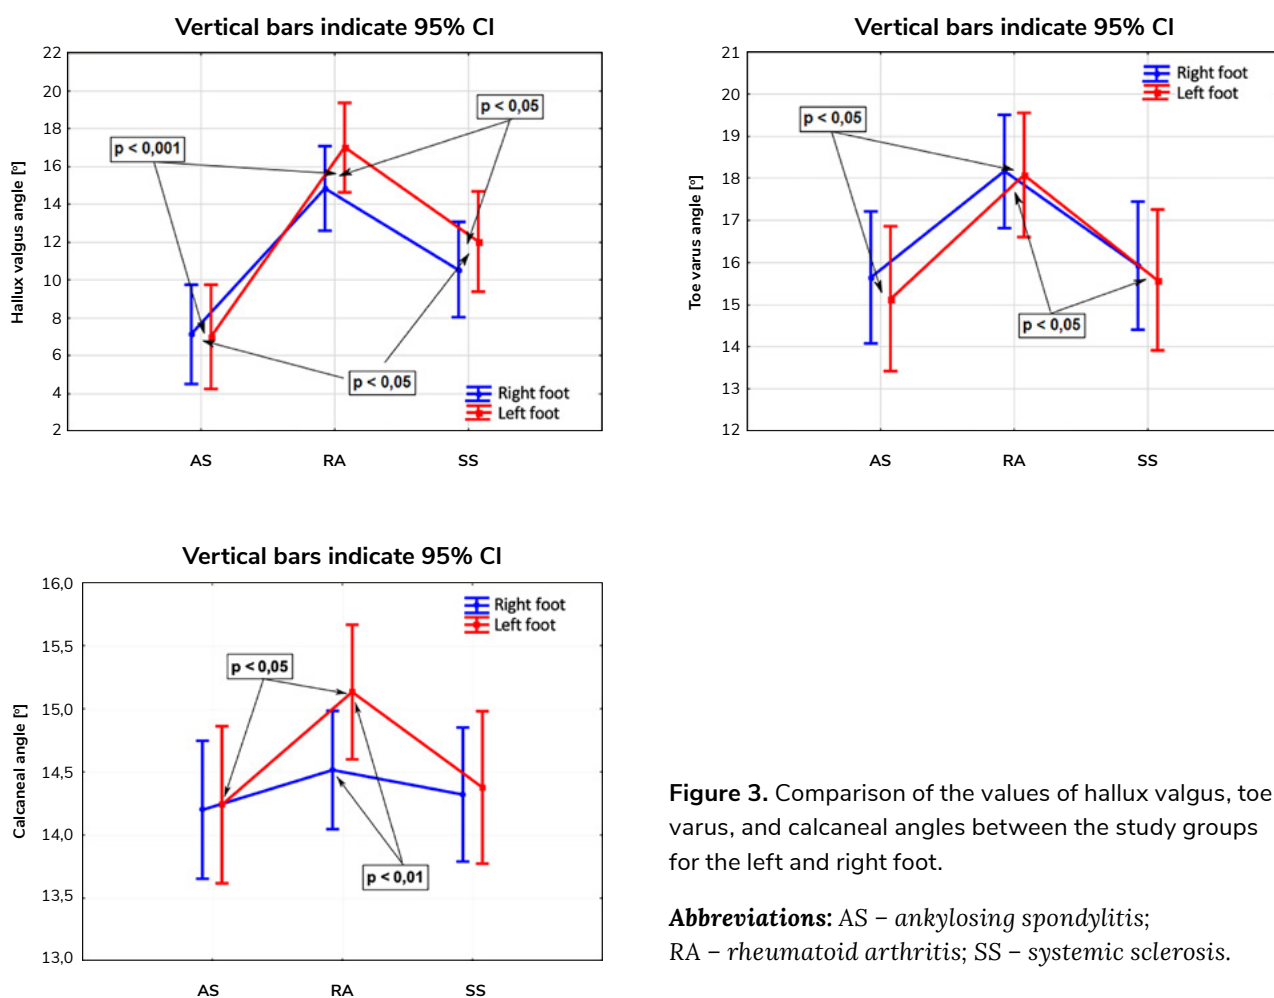 Vertical bars indicate 95% CI
Hallux valgus angle [º]
22
20
18
16
14
12
10
8
6
4
2
p < 0,001
p < 0,05
p < 0,05
Right foot
Left foot
AS RA SS
Vertical bars indicate 95% CI
Toe varus angle [º]
21
20
19
18
17
16
15
14
13
12
Right foot
Left foot
p < 0,05
p < 0,05
AS RA SS
Vertical bars indicate 95% CI
Calcaneal angle [º]
16,0
15,5
15,0
14,5
14,0
13,5
13,0
Right foot
Left foot
p < 0,05
p < 0,01
AS RA SS
Figure 3. Comparison of the values of hallux valgus, toe
varus, and calcaneal angles between the study groups
for the left and right foot.
Abbreviations: AS – ankylosing spondylitis;
RA – rheumatoid arthritis; SS – systemic sclerosis.